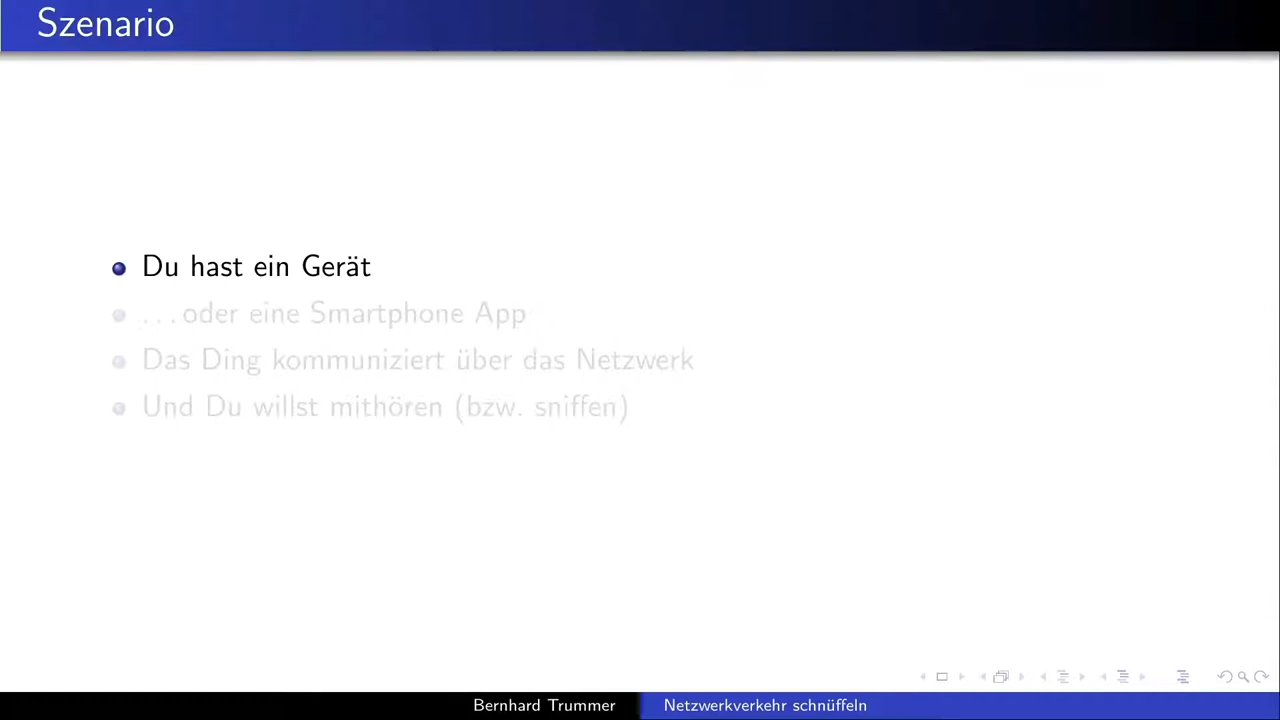 Szenario
Du hast ein Gerät
...oder eine Smartphone App
Das Ding kommuniziert über das Netzwerk
Und Du willst mithören (bzw. sniffen)
Bernhard Trummer
Netzwerkverkehr schnüffeln